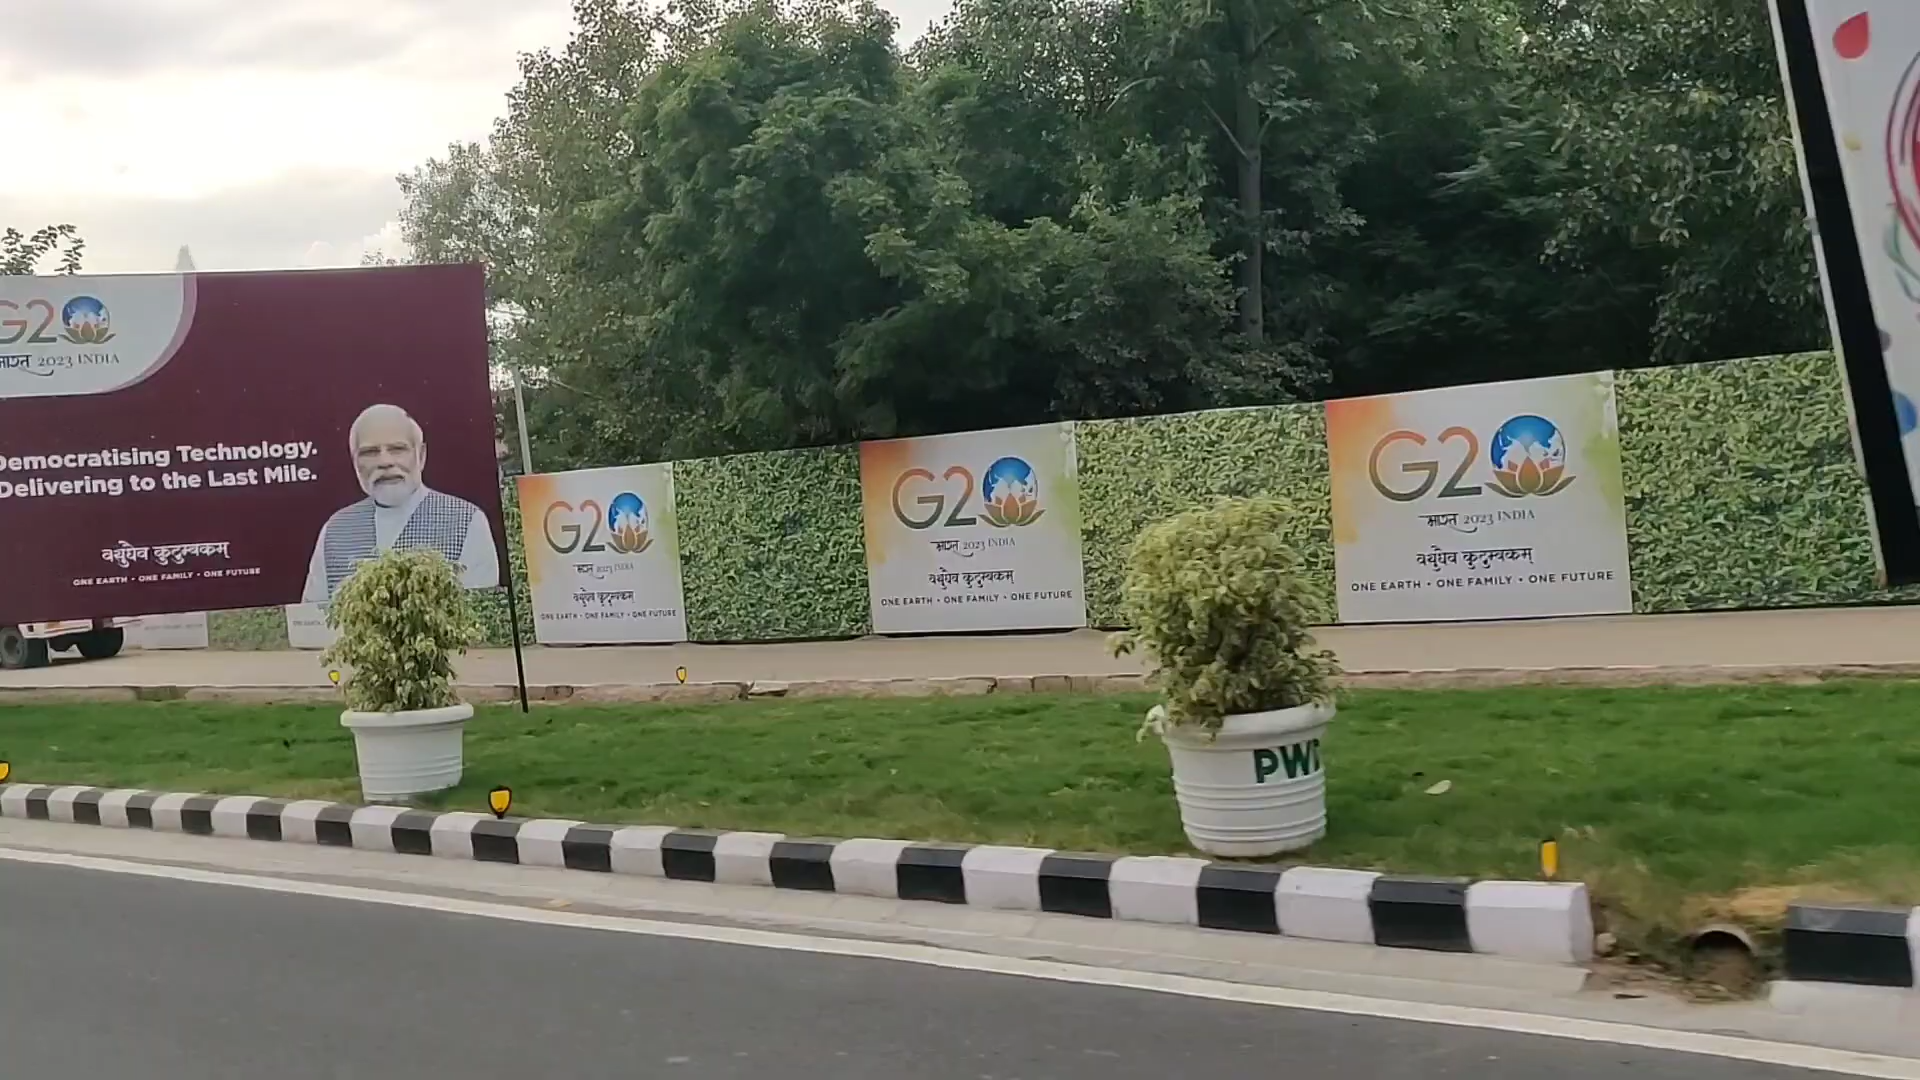 G20
भारत 2023 INDIA
Democratising Technology.
Delivering to the Last Mile.
वसुधैव कुटुम्बकम्
ONE EARTH • ONE FAMILY • ONE FUTURE
G20
भारत 2023 INDIA
वसुधैव कुटुम्बकम्
ONE EARTH • ONE FAMILY • ONE FUTURE
G20
भारत 2023 INDIA
वसुधैव कुटुम्बकम्
ONE EARTH • ONE FAMILY • ONE FUTURE
G20
भारत 2023 INDIA
वसुधैव कुटुम्बकम्
ONE EARTH • ONE FAMILY • ONE FUTURE
PWD